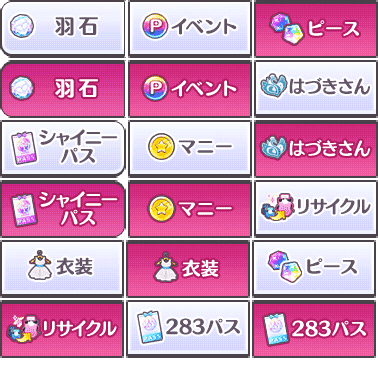 羽石
P イベント
ピース
羽石
P イベント
はづきさん
シャイニー
パス
マニー
はづきさん
シャイニー
パス
マニー
リサイクル
衣装
衣装
ピース
リサイクル
283パス
283パス